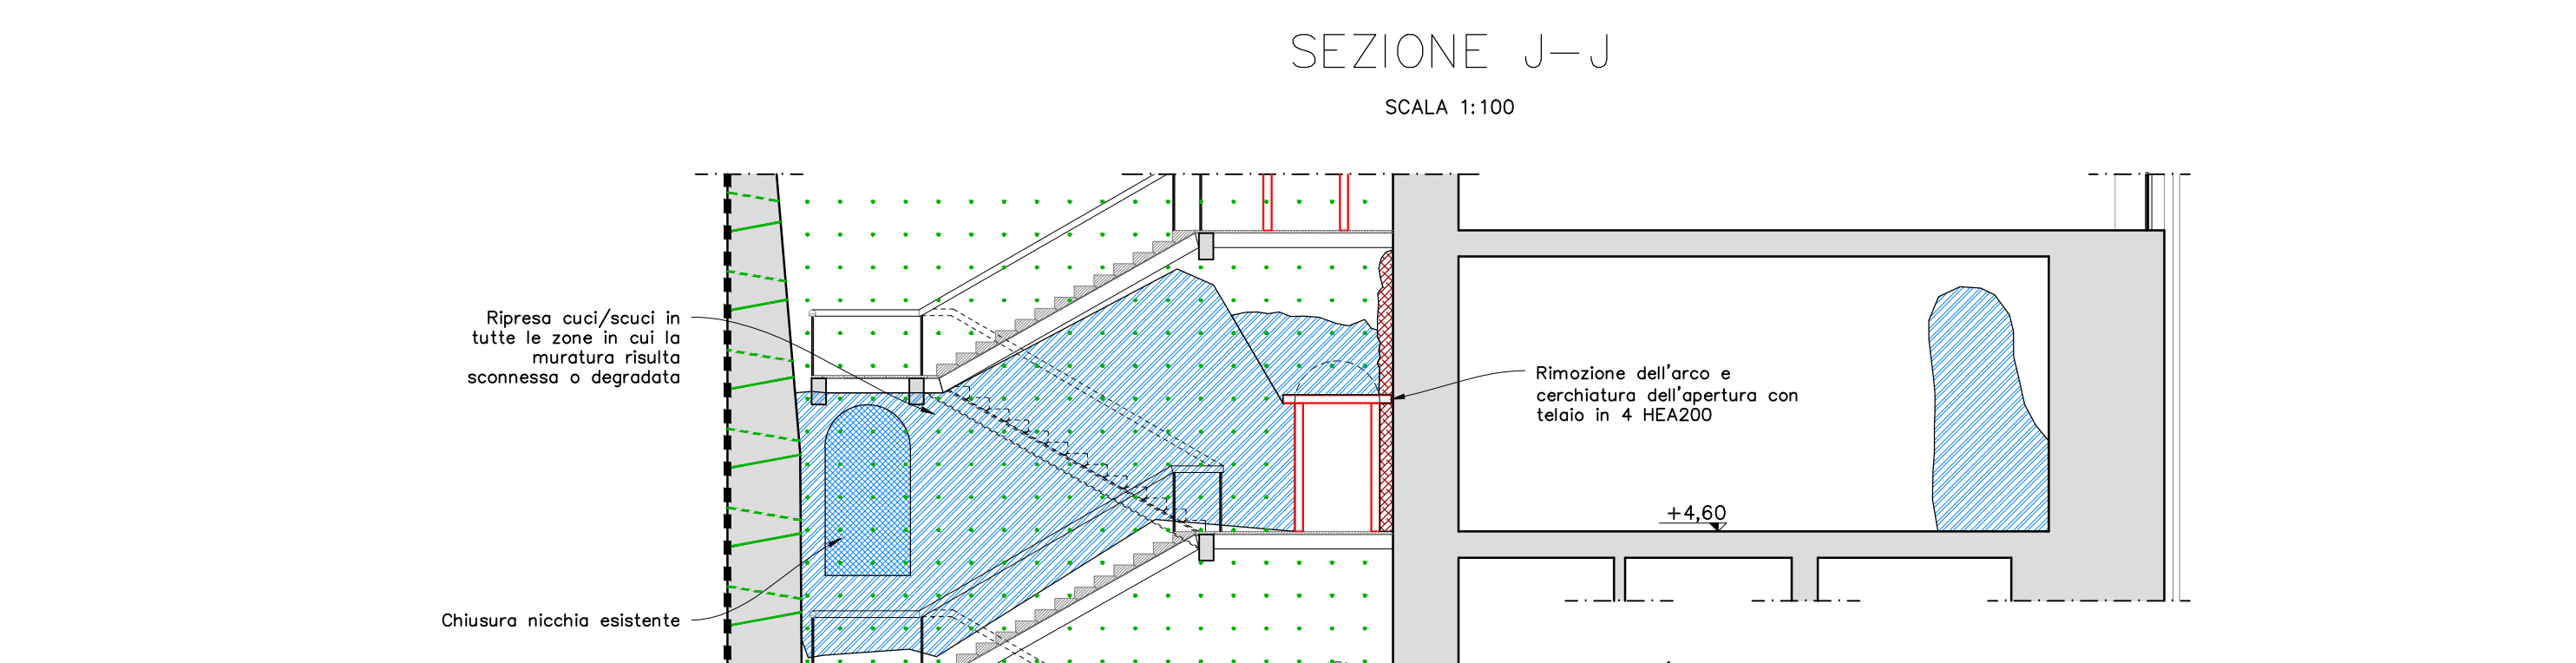 SEZIONE J-J
SCALA 1:100
Ripresa cuci/scuci in
tutte le zone in cui la
muratura risulta
sconnessa o degradata
Rimozione dell'arco e
cerchiatura dell'apertura con
telaio in 4 HEA200
+4,60
Chiusura nicchia esistente